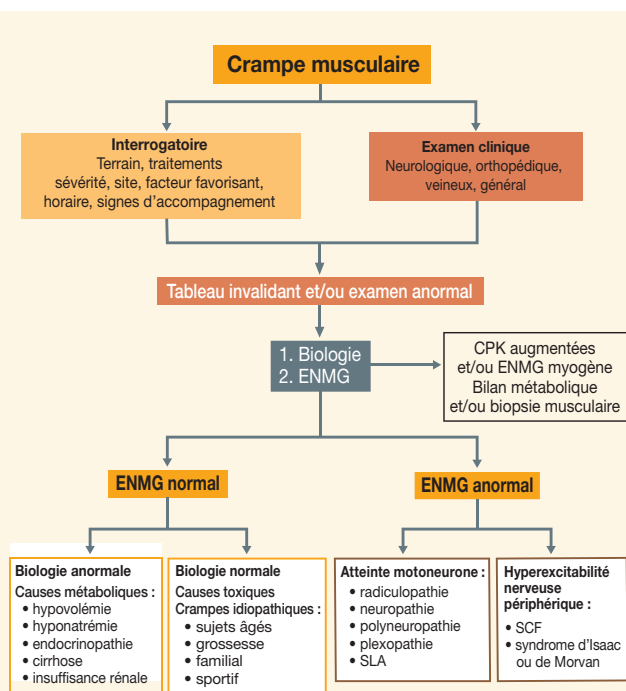 Crampe musculaire
Interrogatoire
Terrain, traitements
sévérité, site, facteur favorisant,
horaire, signes d'accompagnement
Examen clinique
Neurologique, orthopédique,
veineux, général
Tableau invalidant et/ou examen anormal
1. Biologie
2. ENMG
CPK augmentées
et/ou ENMG myogène
Bilan métabolique
et/ou biopsie musculaire
ENMG normal
ENMG anormal
Biologie anormale
Causes métaboliques :
• hypovolémie
• hyponatrémie
• endocrinopathie
• cirrhose
• insuffisance rénale
Biologie normale
Causes toxiques
Crampes idiopathiques :
• sujets âgés
• grossesse
• familial
• sportif
Atteinte motoneurone :
• radiculopathie
• neuropathie
• polyneuropathie
• plexopathie
• SLA
Hyperexcitabilité
nerveuse
périphérique :
• SCF
• syndrome d'Isaac
ou de Morvan